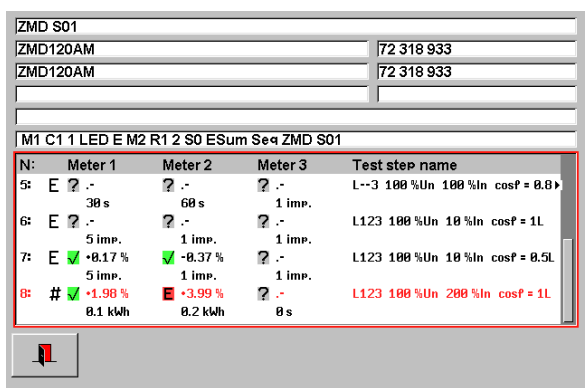 ZMD S01
ZMD120AM 72 318 933
ZMD120AM 72 318 933
M1 C1 1 LED E M2 R1 2 S0 ESum Seq ZMD S01
N: Meter 1 Meter 2 Meter 3 Test step name
5: E ? .- ? .- ? .- L--3 100 %Un 100 %In cosf = 0.8
30 s 60 s 1 imp.
6: E ? .- ? .- ? .- L123 100 %Un 10 %In cosf = 1L
5 imp. 1 imp. 1 imp.
7: E √ +0.17 % √ -0.37 % ? .- L123 100 %Un 10 %In cosf = 0.5L
5 imp. 1 imp. 1 imp.
8: # √ +1.98 % E +3.99 % ? .- L123 100 %Un 200 %In cosf = 1L
0.1 kWh 0.2 kWh 0 s